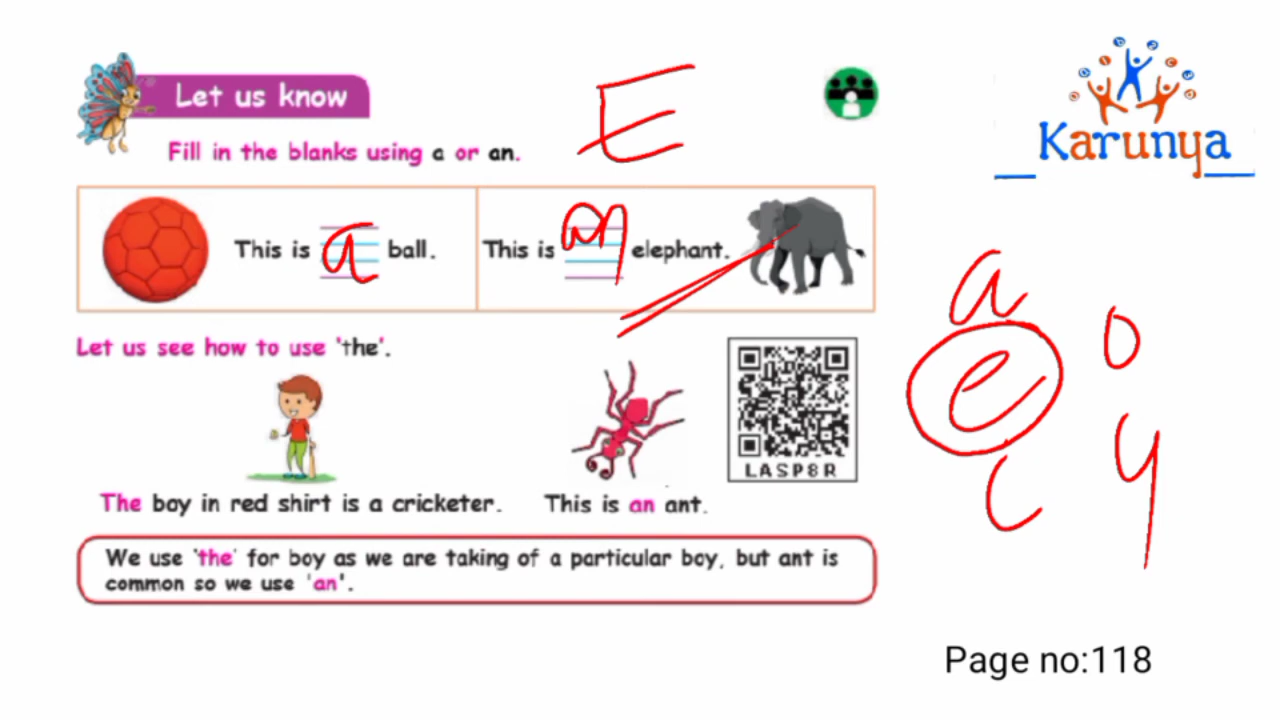 Let us know
E
Karunya
Fill in the blanks using a or an.
This is a ball.
This is an elephant.
a
e
i
o
u
Let us see how to use 'the'.
LASP8R
The boy in red shirt is a cricketer.
This is an ant.
We use 'the' for boy as we are taking of a particular boy, but ant is
common so we use 'an'.
Page no:118